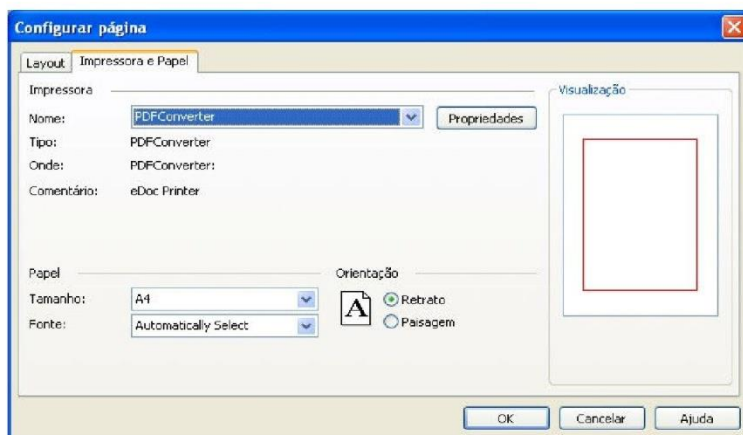 Configurar página
Layout Impressora e Papel
Impressora
Visualização
Nome: PDFConverter Propriedades
Tipo: PDFConverter
Onde: PDFConverter:
Comentário: eDoc Printer
Papel Orientação
Tamanho: A4 Retrato
A
Fonte: Automatically Select Paisagem
OK Cancelar Ajuda